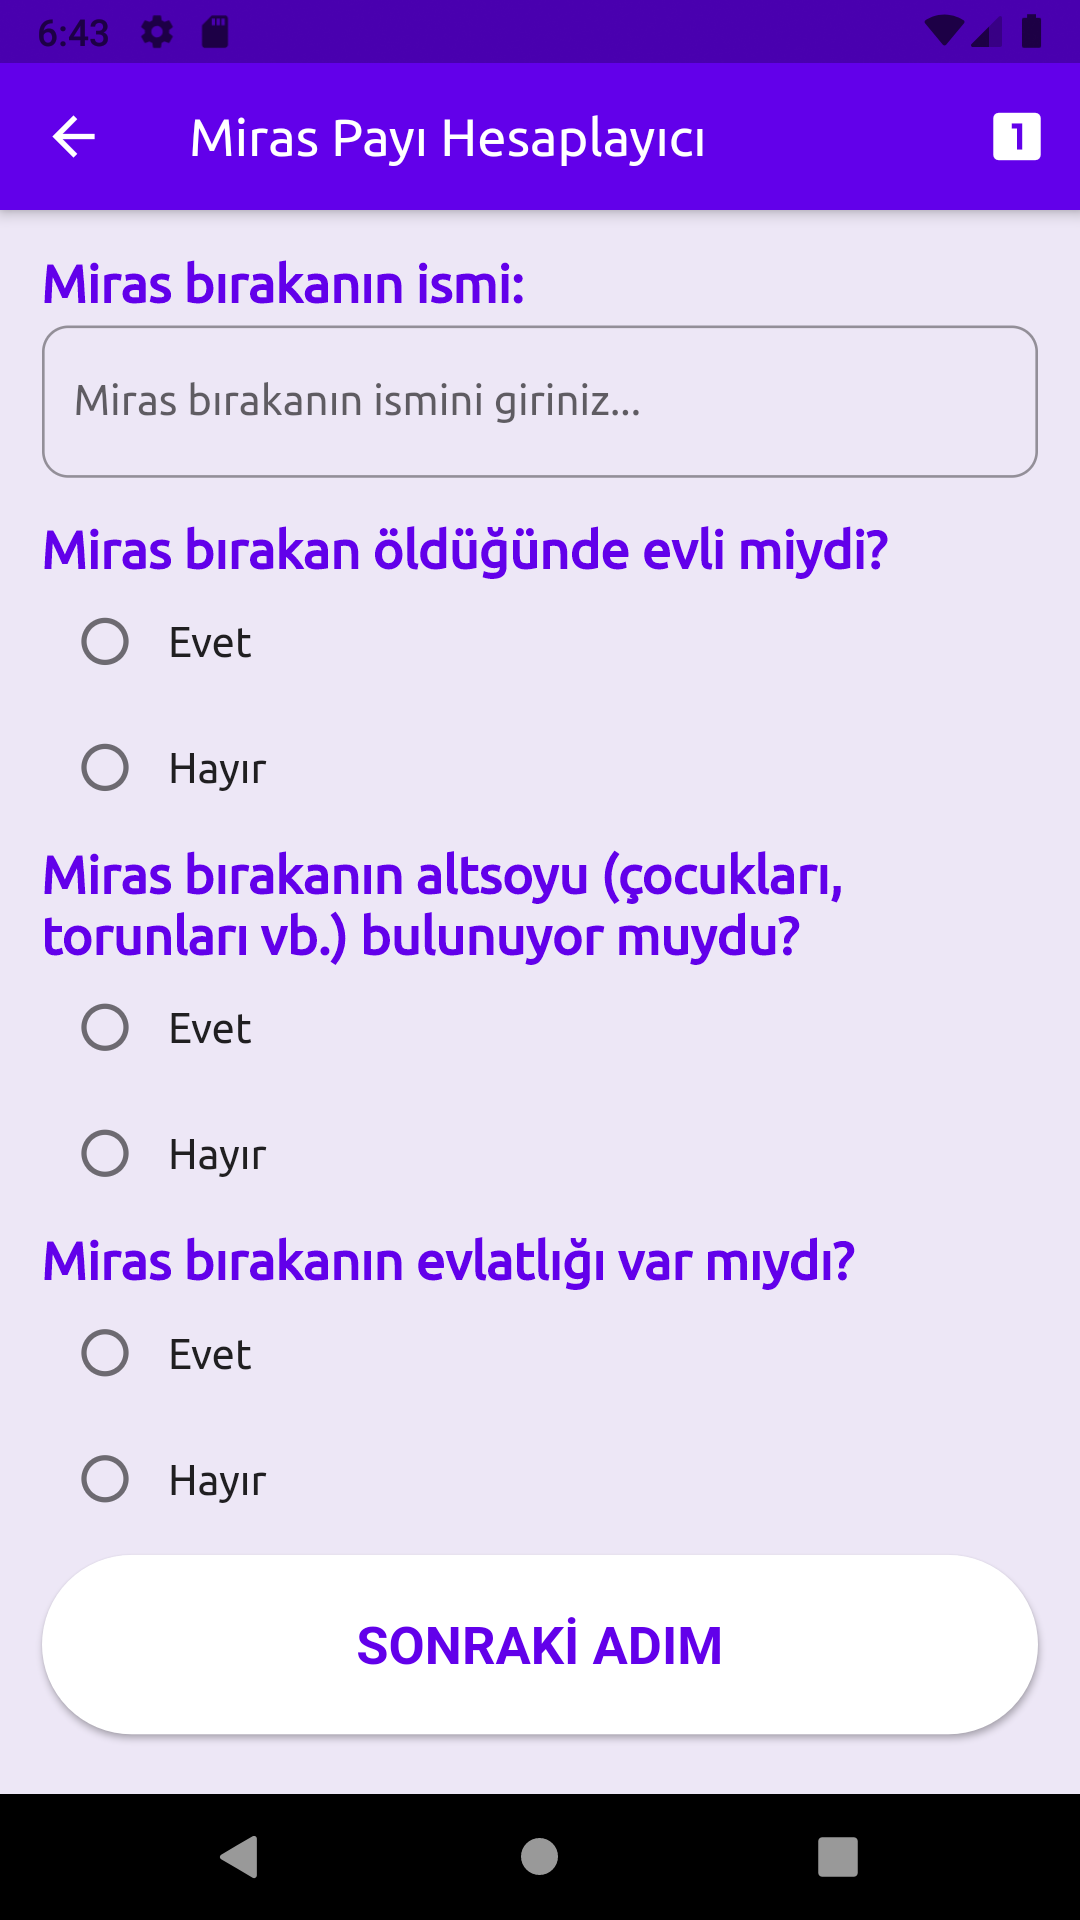 6:43
Miras Payı Hesaplayıcı
1
Miras bırakanın ismi:
Miras bırakanın ismini giriniz...
Miras bırakan öldüğünde evli miydi?
Evet
Hayır
Miras bırakanın altsoyu (çocukları,
torunları vb.) bulunuyor muydu?
Evet
Hayır
Miras bırakanın evlatlığı var mıydı?
Evet
Hayır
SONRAKİ ADIM